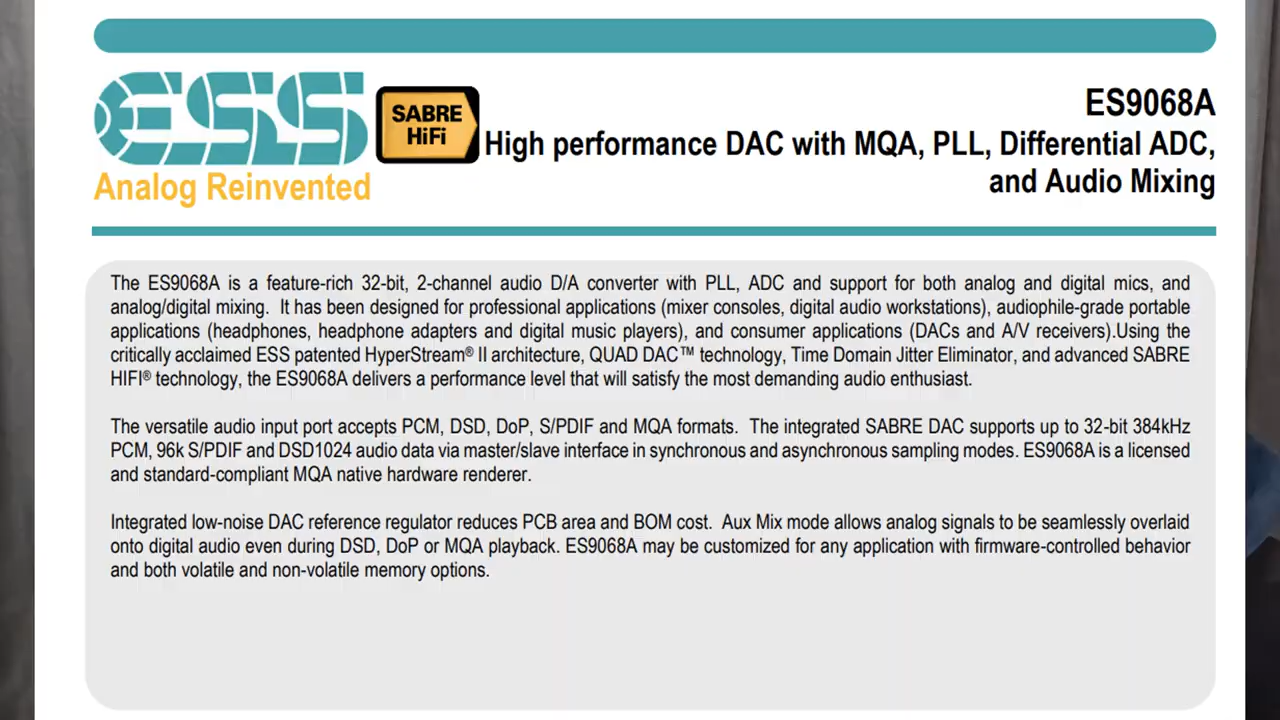 ESS
SABRE
HiFi
Analog Reinvented
ES9068A
High performance DAC with MQA, PLL, Differential ADC,
and Audio Mixing
The ES9068A is a feature-rich 32-bit, 2-channel audio D/A converter with PLL, ADC and support for both analog and digital mics, and
analog/digital mixing.  It has been designed for professional applications (mixer consoles, digital audio workstations), audiophile-grade portable
applications (headphones, headphone adapters and digital music players), and consumer applications (DACs and A/V receivers).Using the
critically acclaimed ESS patented HyperStream® II architecture, QUAD DAC™ technology, Time Domain Jitter Eliminator, and advanced SABRE
HIFI® technology, the ES9068A delivers a performance level that will satisfy the most demanding audio enthusiast.
The versatile audio input port accepts PCM, DSD, DoP, S/PDIF and MQA formats.  The integrated SABRE DAC supports up to 32-bit 384kHz
PCM, 96k S/PDIF and DSD1024 audio data via master/slave interface in synchronous and asynchronous sampling modes. ES9068A is a licensed
and standard-compliant MQA native hardware renderer.
Integrated low-noise DAC reference regulator reduces PCB area and BOM cost.  Aux Mix mode allows analog signals to be seamlessly overlaid
onto digital audio even during DSD, DoP or MQA playback. ES9068A may be customized for any application with firmware-controlled behavior
and both volatile and non-volatile memory options.